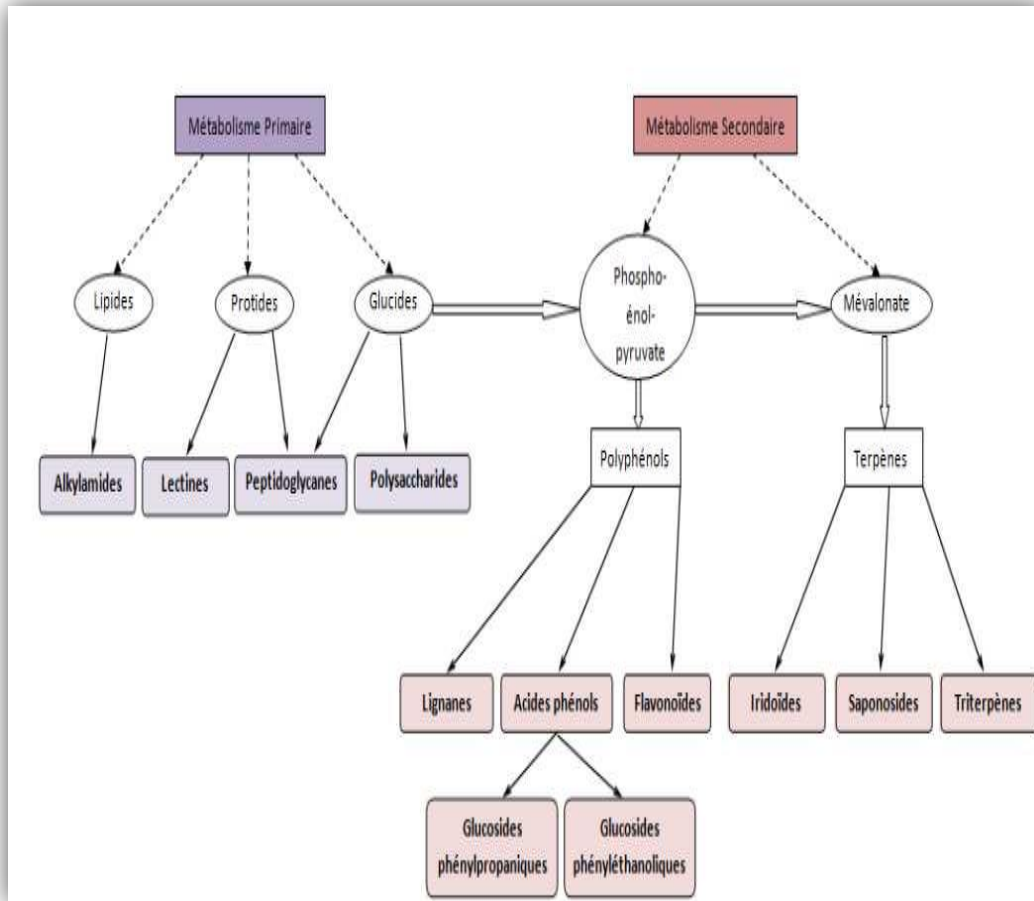 Métabolisme Primaire
Métabolisme Secondaire
Lipides
Protides
Glucides
Phospho-
énol-
pyruvate
Mévalonate
Alkylamides
Lectines
Peptidoglycanes
Polysaccharides
Polyphénols
Terpènes
Lignanes
Acides phénols
Flavonoïdes
Iridoïdes
Saponosides
Triterpènes
Glucosides
phénylpropaniques
Glucosides
phényléthanoliques